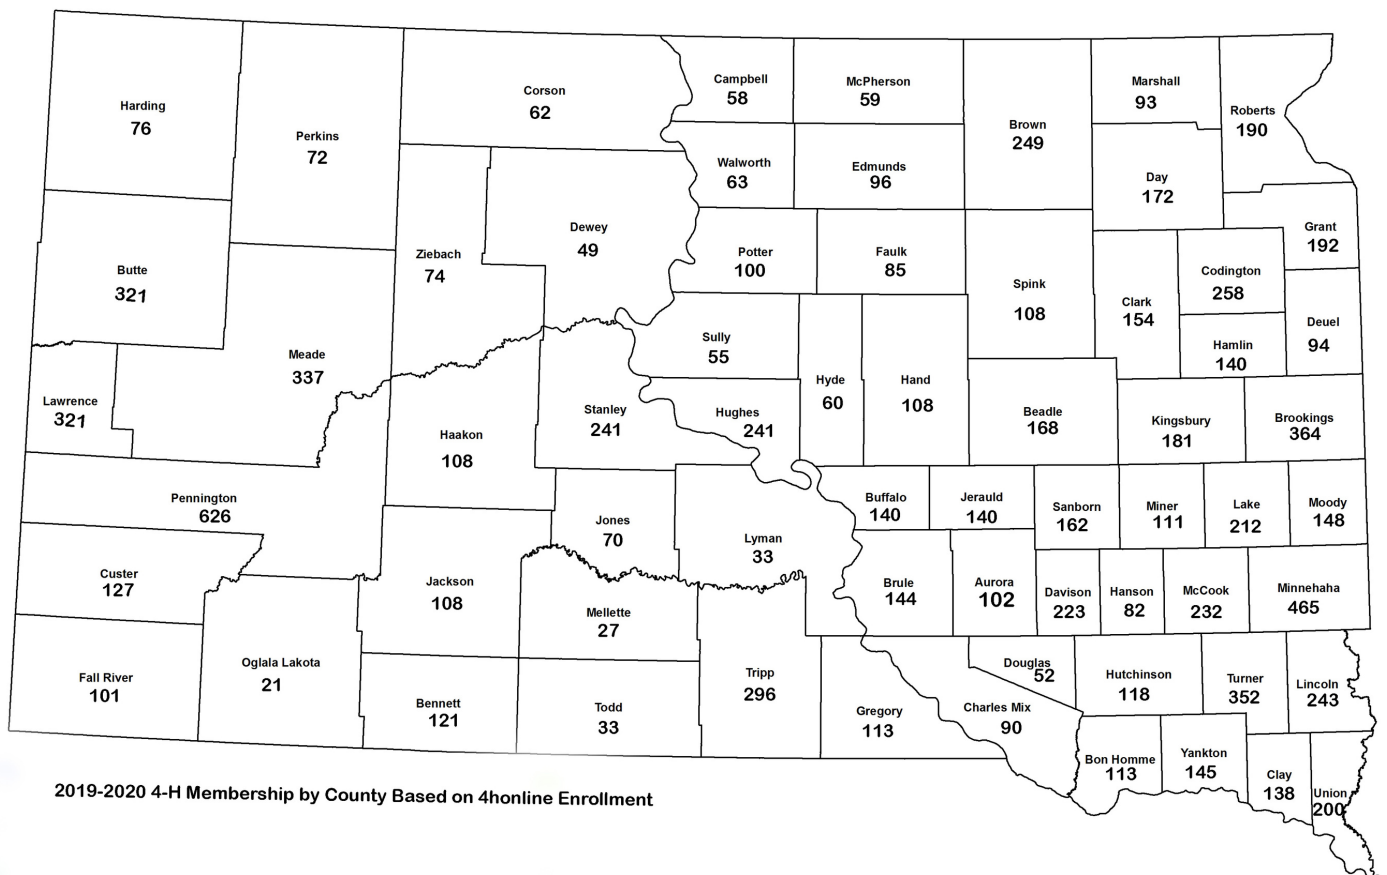 Harding
76
Perkins
72
Corson
62
Campbell
58
McPherson
59
Brown
249
Marshall
93
Roberts
190
Walworth
63
Edmunds
96
Day
172
Butte
321
Ziebach
74
Dewey
49
Potter
100
Faulk
85
Spink
108
Clark
154
Codington
258
Grant
192
Hamlin
140
Deuel
94
Lawrence
321
Meade
337
Haakon
108
Stanley
241
Sully
55
Hughes
241
Hyde
60
Hand
108
Beadle
168
Kingsbury
181
Brookings
364
Pennington
626
Jones
70
Lyman
33
Buffalo
140
Jerauld
140
Sanborn
162
Miner
111
Lake
212
Moody
148
Custer
127
Jackson
108
Mellette
27
Brule
144
Aurora
102
Davison
223
Hanson
82
McCook
232
Minnehaha
465
Fall River
101
Oglala Lakota
21
Bennett
121
Todd
33
Tripp
296
Gregory
113
Charles Mix
90
Douglas
52
Hutchinson
118
Turner
352
Lincoln
243
Bon Homme
113
Yankton
145
Clay
138
Union
200
2019-2020 4-H Membership by County Based on 4honline Enrollment